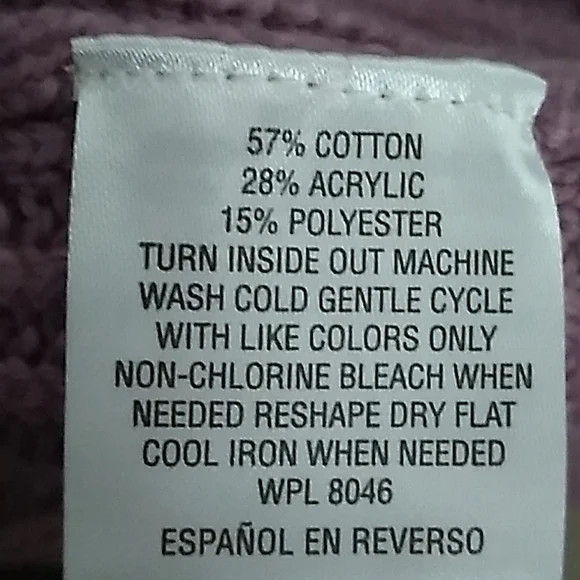 57% COTTON
28% ACRYLIC
15% POLYESTER
TURN INSIDE OUT MACHINE
WASH COLD GENTLE CYCLE
WITH LIKE COLORS ONLY
NON-CHLORINE BLEACH WHEN
NEEDED RESHAPE DRY FLAT
COOL IRON WHEN NEEDED
WPL 8046
ESPAÑOL EN REVERSO